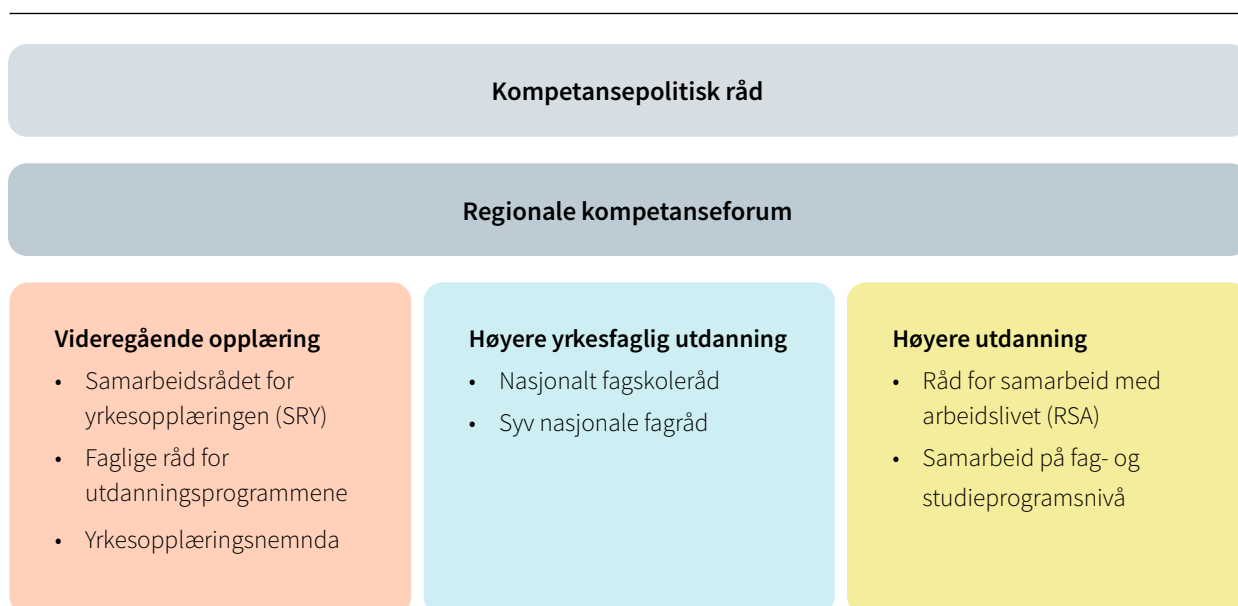 Kompetansepolitisk råd
Regionale kompetanseforum
Videregående opplæring
• Samarbeidsrådet for
yrkesopplæringen (SRY)
• Faglige råd for
utdanningsprogrammene
• Yrkesopplæringsnemnda
Høyere yrkesfaglig utdanning
• Nasjonalt fagskoleråd
• Syv nasjonale fagråd
Høyere utdanning
• Råd for samarbeid med
arbeidslivet (RSA)
• Samarbeid på fag- og
studieprogramsnivå